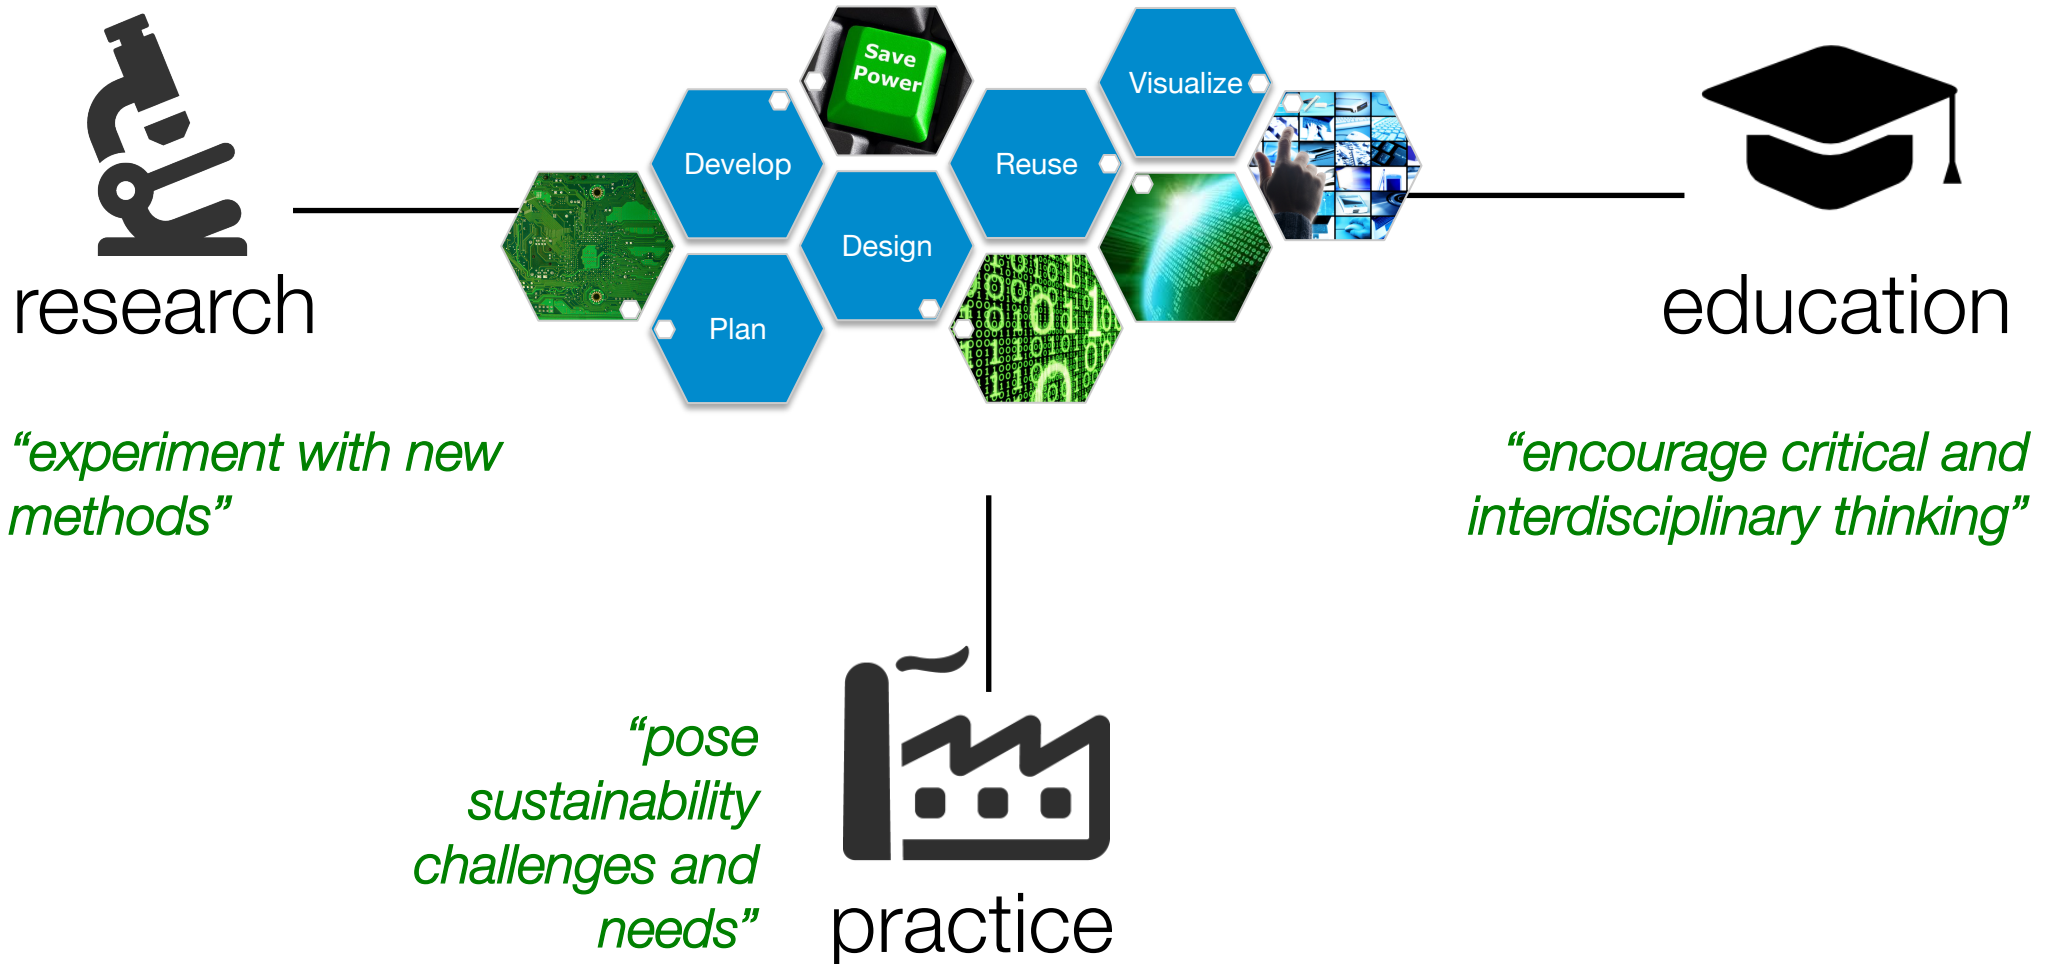 Save
Power
Visualize
Develop
Reuse
Design
Plan
research
education
“experiment with new
methods”
“encourage critical and
interdisciplinary thinking”
“pose
sustainability
challenges and
needs”
practice